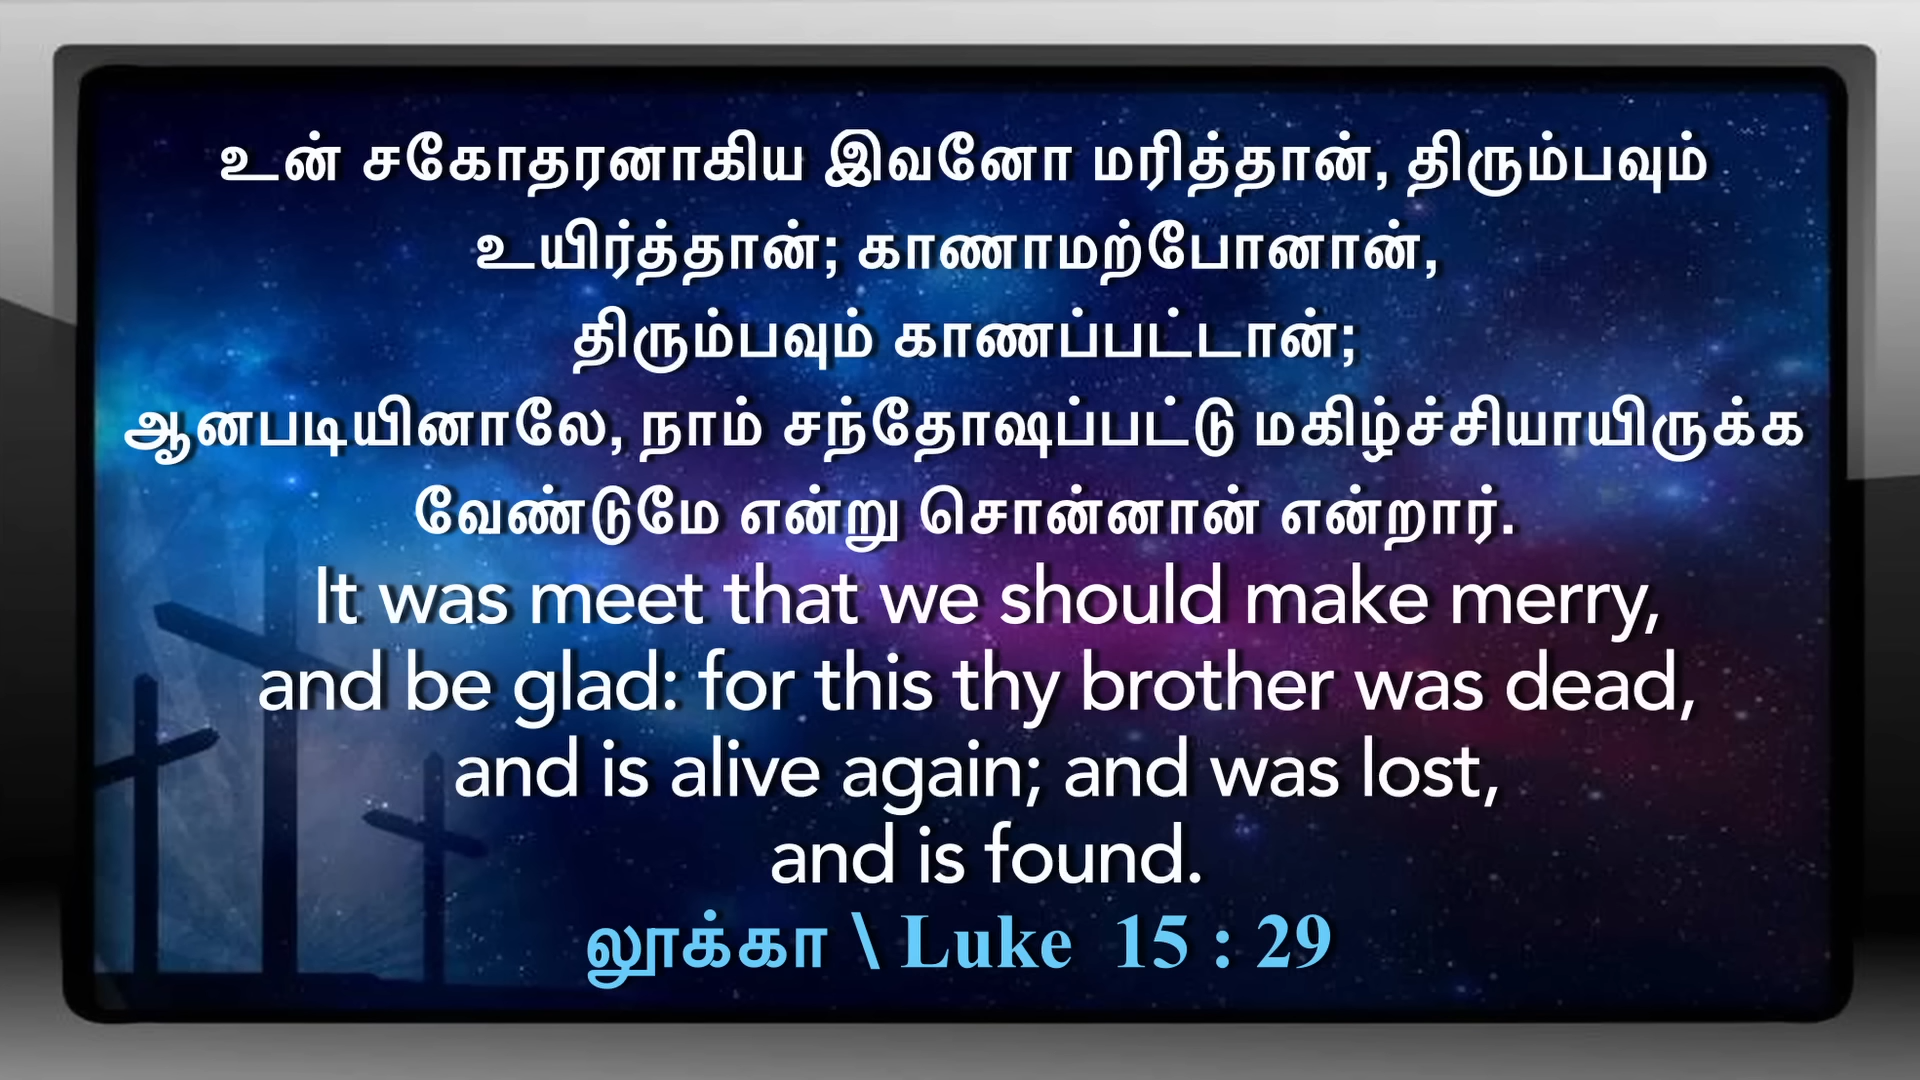 உன் சகோதரனாகிய இவனோ மரித்தான், திரும்பவும்
உயிர்த்தான்; காணாமற்போனான்,
திரும்பவும் காணப்பட்டான்;
ஆனபடியினாலே, நாம் சந்தோஷப்பட்டு மகிழ்ச்சியாயிருக்க
வேண்டுமே என்று சொன்னான் என்றார்.
It was meet that we should make merry,
and be glad: for this thy brother was dead,
and is alive again; and was lost,
and is found.
லூக்கா \ Luke 15 : 29